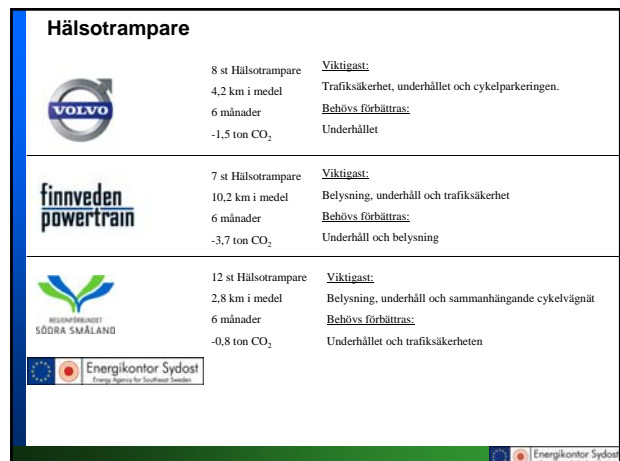 Hälsotrampare
VOLVO
8 st Hälsotrampare
4,2 km i medel
6 månader
-1,5 ton CO₂
Viktigast:
Trafiksäkerhet, underhållet och cykelparkeringen.
Behövs förbättras:
Underhållet
finnveden
powertrain
7 st Hälsotrampare
10,2 km i medel
6 månader
-3,7 ton CO₂
Viktigast:
Belysning, underhåll och trafiksäkerhet
Behövs förbättras:
Underhåll och belysning
REGIONFÖRBUNDET
SÖDRA SMÅLAND
12 st Hälsotrampare
2,8 km i medel
6 månader
-0,8 ton CO₂
Viktigast:
Belysning, underhåll och sammanhängande cykelvägnät
Behövs förbättras:
Underhållet och trafiksäkerheten
Energikontor Sydost
Energy Agency for Southeast Sweden
Energikontor Sydost